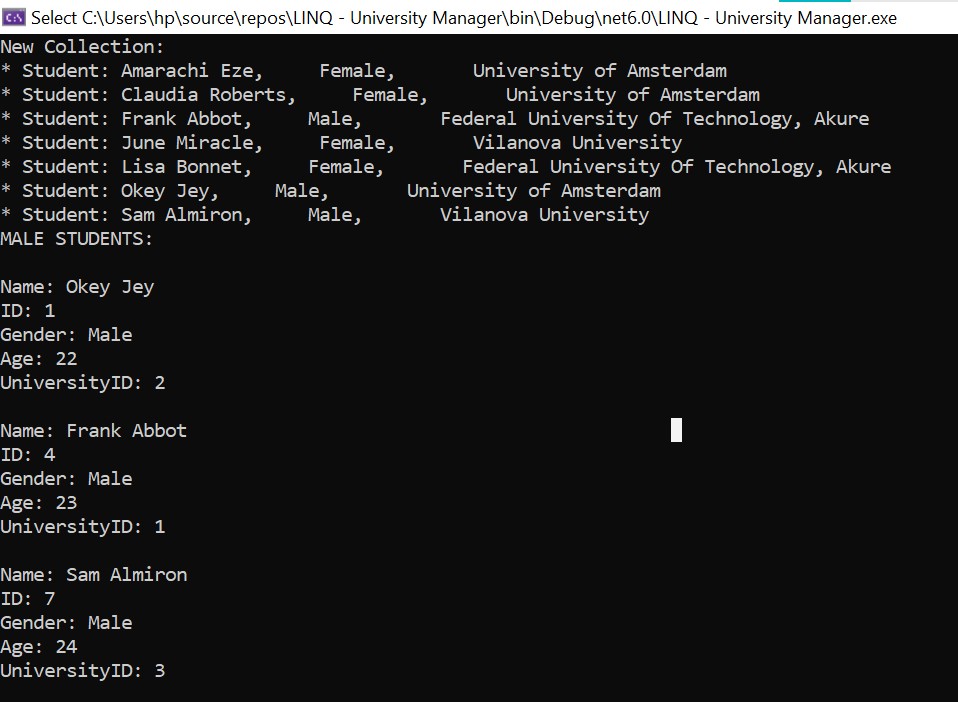 C:\ Select C:\Users\hp\source\repos\LINQ - University Manager\bin\Debug\net6.0\LINQ - University Manager.exe
New Collection:
* Student: Amarachi Eze,     Female,       University of Amsterdam
* Student: Claudia Roberts,     Female,       University of Amsterdam
* Student: Frank Abbot,     Male,       Federal University Of Technology, Akure
* Student: June Miracle,     Female,       Vilanova University
* Student: Lisa Bonnet,     Female,       Federal University Of Technology, Akure
* Student: Okey Jey,     Male,       University of Amsterdam
* Student: Sam Almiron,     Male,       Vilanova University
MALE STUDENTS:

Name: Okey Jey
ID: 1
Gender: Male
Age: 22
UniversityID: 2

Name: Frank Abbot
ID: 4
Gender: Male
Age: 23
UniversityID: 1

Name: Sam Almiron
ID: 7
Gender: Male
Age: 24
UniversityID: 3